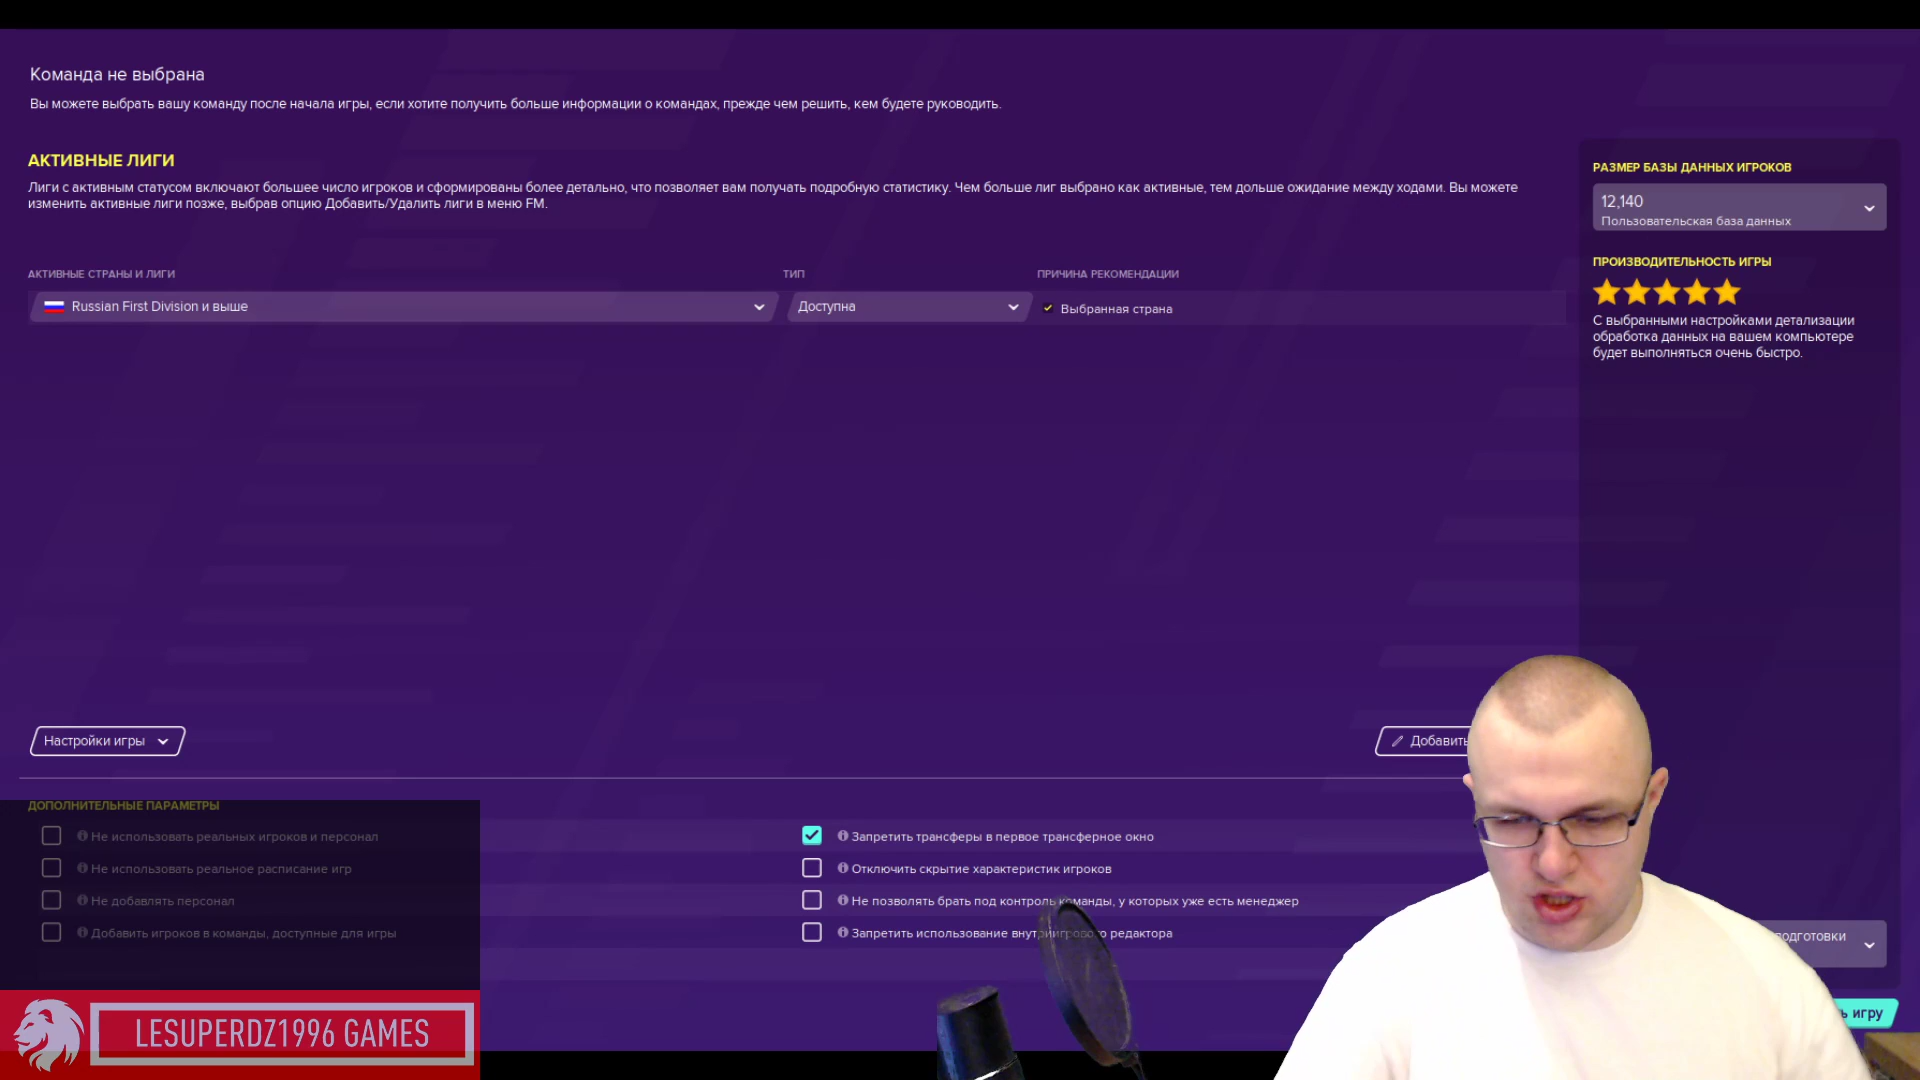 Команда не выбрана
Вы можете выбрать вашу команду после начала игры, если хотите получить больше информации о командах, прежде чем решить, кем будете руководить.
АКТИВНЫЕ ЛИГИ
Лиги с активным статусом включают большее число игроков и сформированы более детально, что позволяет вам получать подробную статистику. Чем больше лиг выбрано как активные, тем дольше ожидание между ходами. Вы можете
изменить активные лиги позже, выбрав опцию Добавить/Удалить лиги в меню FM.
АКТИВНЫЕ СТРАНЫ И ЛИГИ
ТИП
ПРИЧИНА РЕКОМЕНДАЦИИ
Russian First Division и выше
Доступна
Выбранная страна
РАЗМЕР БАЗЫ ДАННЫХ ИГРОКОВ
12,140
Пользовательская база данных
ПРОИЗВОДИТЕЛЬНОСТЬ ИГРЫ
С выбранными настройками детализации
обработка данных на вашем компьютере
будет выполняться очень быстро.
Настройки игры
Добавить
ДОПОЛНИТЕЛЬНЫЕ ПАРАМЕТРЫ
Не использовать реальных игроков и персонал
Не использовать реальное расписание игр
Не добавлять персонал
Добавить игроков в команды, доступные для игры
Запретить трансферы в первое трансферное окно
Отключить скрытие характеристик игроков
Не позволять брать под контроль команды, у которых уже есть менеджер
Запретить использование внутриигрового редактора
подготовки
игру
LESUPERDZ1996 GAMES